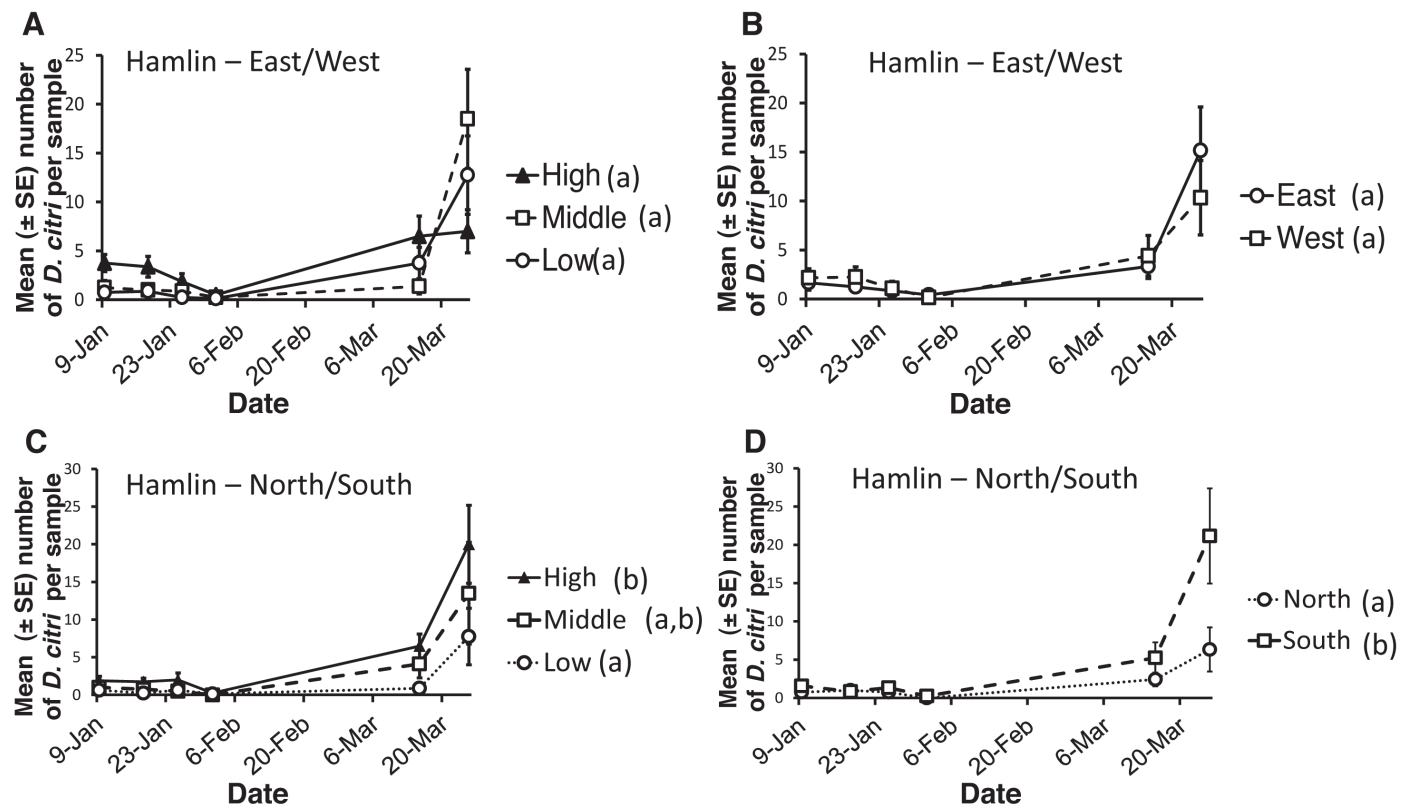 A
Hamlin – East/West
Mean (± SE) number
of D. citri per sample
25
20
15
10
5
0
9-Jan
23-Jan
6-Feb
20-Feb
6-Mar
20-Mar
Date
High (a)
Middle (a)
Low(a)
B
Hamlin – East/West
Mean (± SE) number
of D. citri per sample
25
20
15
10
5
0
9-Jan
23-Jan
6-Feb
20-Feb
6-Mar
20-Mar
Date
East (a)
West (a)
C
Hamlin – North/South
Mean (± SE) number
of D. citri per sample
30
25
20
15
10
5
0
9-Jan
23-Jan
6-Feb
20-Feb
6-Mar
20-Mar
Date
High (b)
Middle (a,b)
Low (a)
D
Hamlin – North/South
Mean (± SE) number
of D. citri per sample
30
25
20
15
10
5
0
9-Jan
23-Jan
6-Feb
20-Feb
6-Mar
20-Mar
Date
North (a)
South (b)